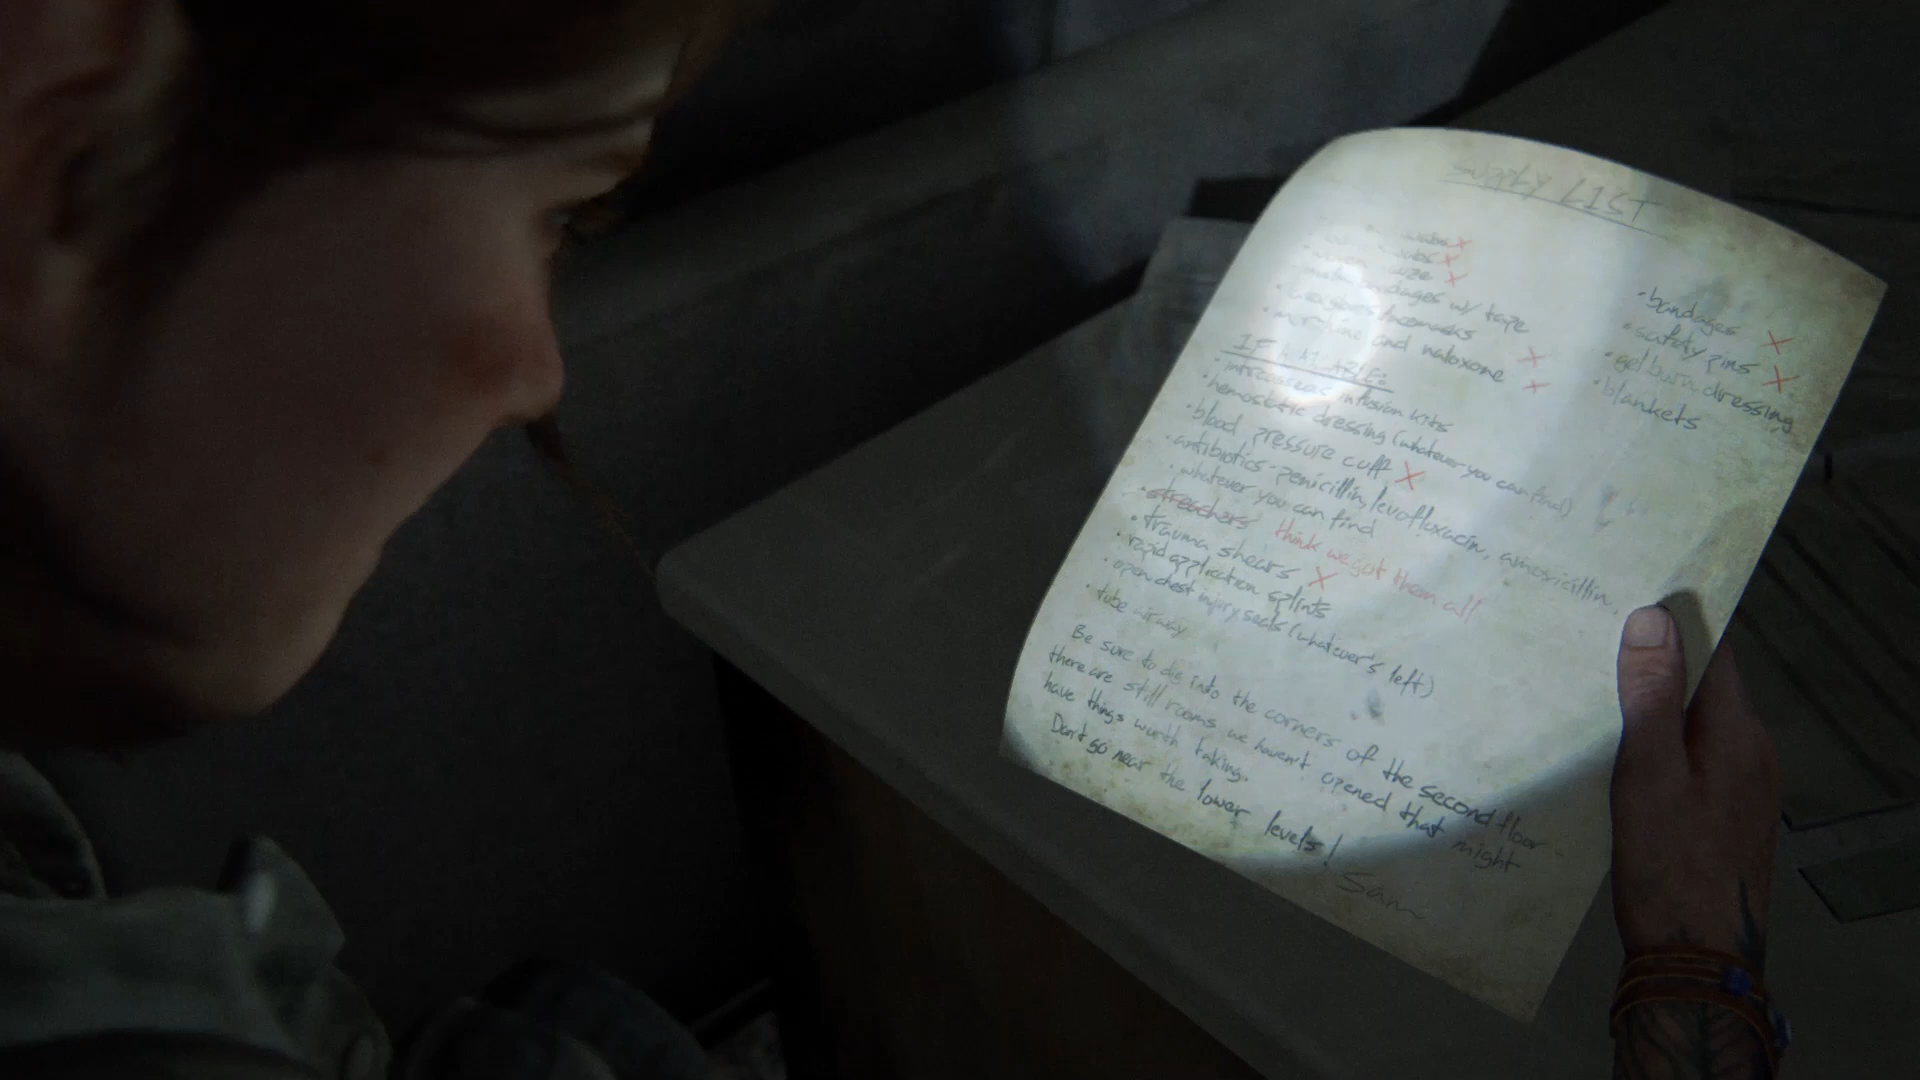 Supply LIST
bandages w/ tape
facemasks
and naloxone
• bandages
• safety pins
• gel burn dressing
• blankets
IF
• infusion kits
• hemostatic dressing (whatever you can find)
• blood pressure cuff
• antibiotics - penicillin, levofloxacin, amoxicillin,
• whatever you can find
• streachers think we got them all
• trauma shears
• rapid application splints
• open chest injury seals (whatever's left)
• tube airway
Be sure to dig into the corners of the second floor -
there are still rooms we haven't opened that might
have things worth taking.
Don't go near the lower levels!
Sam